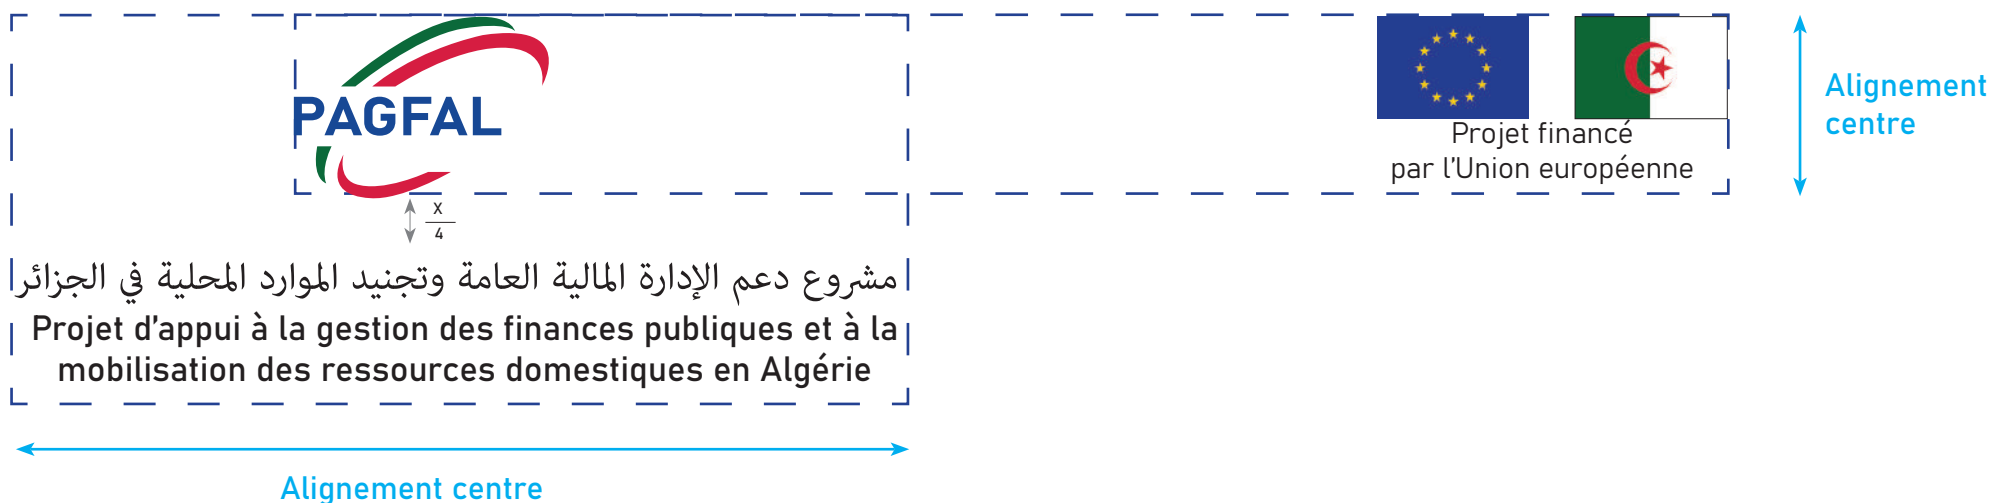 PAGFAL
x
4
مشروع دعم الإدارة المالية العامة وتجنيد الموارد المحلية في الجزائر
Projet d’appui à la gestion des finances publiques et à la
mobilisation des ressources domestiques en Algérie
Alignement centre
Projet financé
par l’Union européenne
Alignement
centre